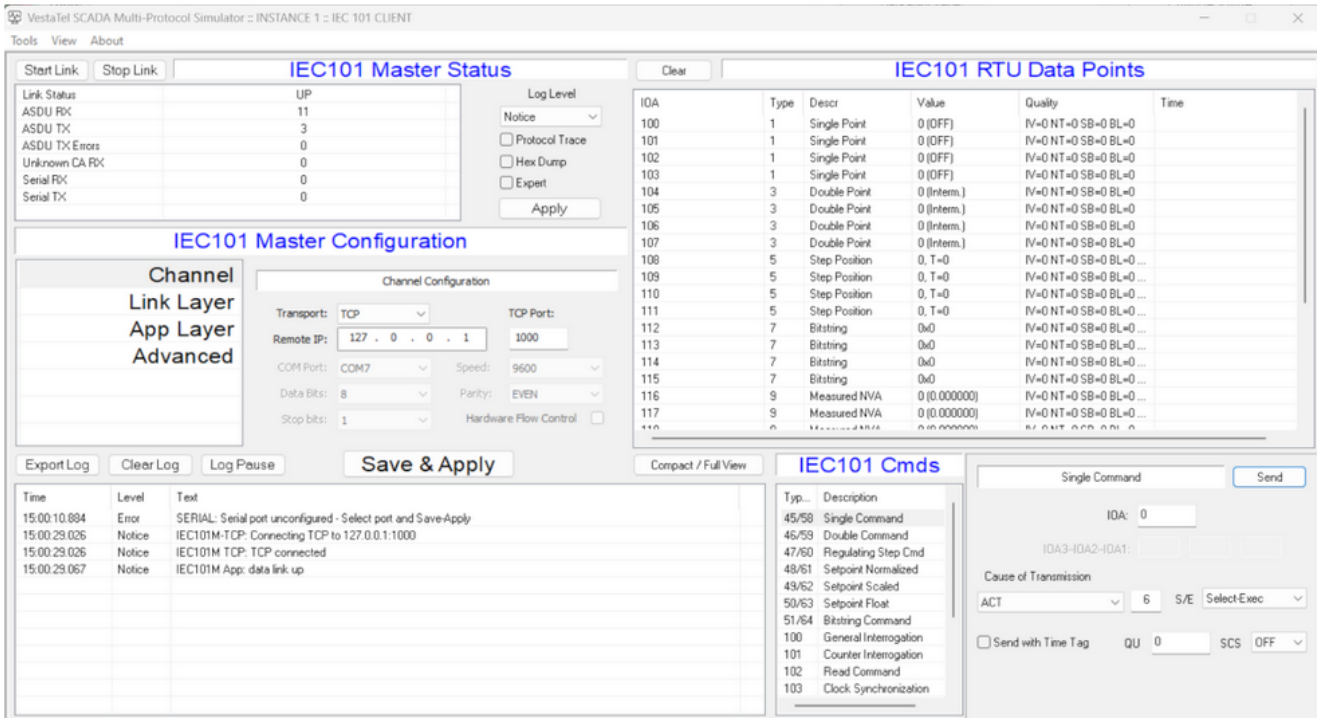 VestaTel SCADA Multi-Protocol Simulator :: INSTANCE 1 :: IEC 101 CLIENT
Tools View About
Start Link Stop Link IEC101 Master Status
Link Status UP
ASDU RX 11
ASDU TX 3
ASDU TX Errors 0
Unknown CA RX 0
Serial RX 0
Serial TX 0
Log Level
Notice
Protocol Trace
Hex Dump
Expert
Apply
IEC101 Master Configuration
Channel
Link Layer
App Layer
Advanced
Channel Configuration
Transport: TCP TCP Port:
Remote IP: 127 . 0 . 0 . 1 1000
COM Port: COM7 Speed: 9600
Data Bits: 8 Parity: EVEN
Stop bits: 1 Hardware Flow Control
Clear IEC101 RTU Data Points
IOA Type Descr Value Quality Time
100 1 Single Point 0 (OFF) IV=0 NT=0 SB=0 BL=0
101 1 Single Point 0 (OFF) IV=0 NT=0 SB=0 BL=0
102 1 Single Point 0 (OFF) IV=0 NT=0 SB=0 BL=0
103 1 Single Point 0 (OFF) IV=0 NT=0 SB=0 BL=0
104 3 Double Point 0 (Interm.) IV=0 NT=0 SB=0 BL=0
105 3 Double Point 0 (Interm.) IV=0 NT=0 SB=0 BL=0
106 3 Double Point 0 (Interm.) IV=0 NT=0 SB=0 BL=0
107 3 Double Point 0 (Interm.) IV=0 NT=0 SB=0 BL=0
108 5 Step Position 0, T=0 IV=0 NT=0 SB=0 BL=0 ...
109 5 Step Position 0, T=0 IV=0 NT=0 SB=0 BL=0 ...
110 5 Step Position 0, T=0 IV=0 NT=0 SB=0 BL=0 ...
111 5 Step Position 0, T=0 IV=0 NT=0 SB=0 BL=0 ...
112 7 Bitstring 0x0 IV=0 NT=0 SB=0 BL=0 ...
113 7 Bitstring 0x0 IV=0 NT=0 SB=0 BL=0 ...
114 7 Bitstring 0x0 IV=0 NT=0 SB=0 BL=0 ...
115 7 Bitstring 0x0 IV=0 NT=0 SB=0 BL=0 ...
116 9 Measured NVA 0 (0.000000) IV=0 NT=0 SB=0 BL=0 ...
117 9 Measured NVA 0 (0.000000) IV=0 NT=0 SB=0 BL=0 ...
Export Log Clear Log Log Pause Save & Apply Compact / Full View
Time Level Text
15:00:10.884 Error SERIAL: Serial port unconfigured - Select port and Save-Apply
15:00:29.026 Notice IEC101M-TCP: Connecting TCP to 127.0.0.1:1000
15:00:29.026 Notice IEC101M TCP: TCP connected
15:00:29.067 Notice IEC101M App: data link up
IEC101 Cmds
Typ... Description
45/58 Single Command
46/59 Double Command
47/60 Regulating Step Cmd
48/61 Setpoint Normalized
49/62 Setpoint Scaled
50/63 Setpoint Float
51/64 Bitstring Command
100 General Interrogation
101 Counter Interrogation
102 Read Command
103 Clock Synchronization
Single Command Send
IOA: 0
IOA3-IOA2-IOA1:
Cause of Transmission
ACT 6 S/E Select-Exec
Send with Time Tag QU 0 SCS OFF